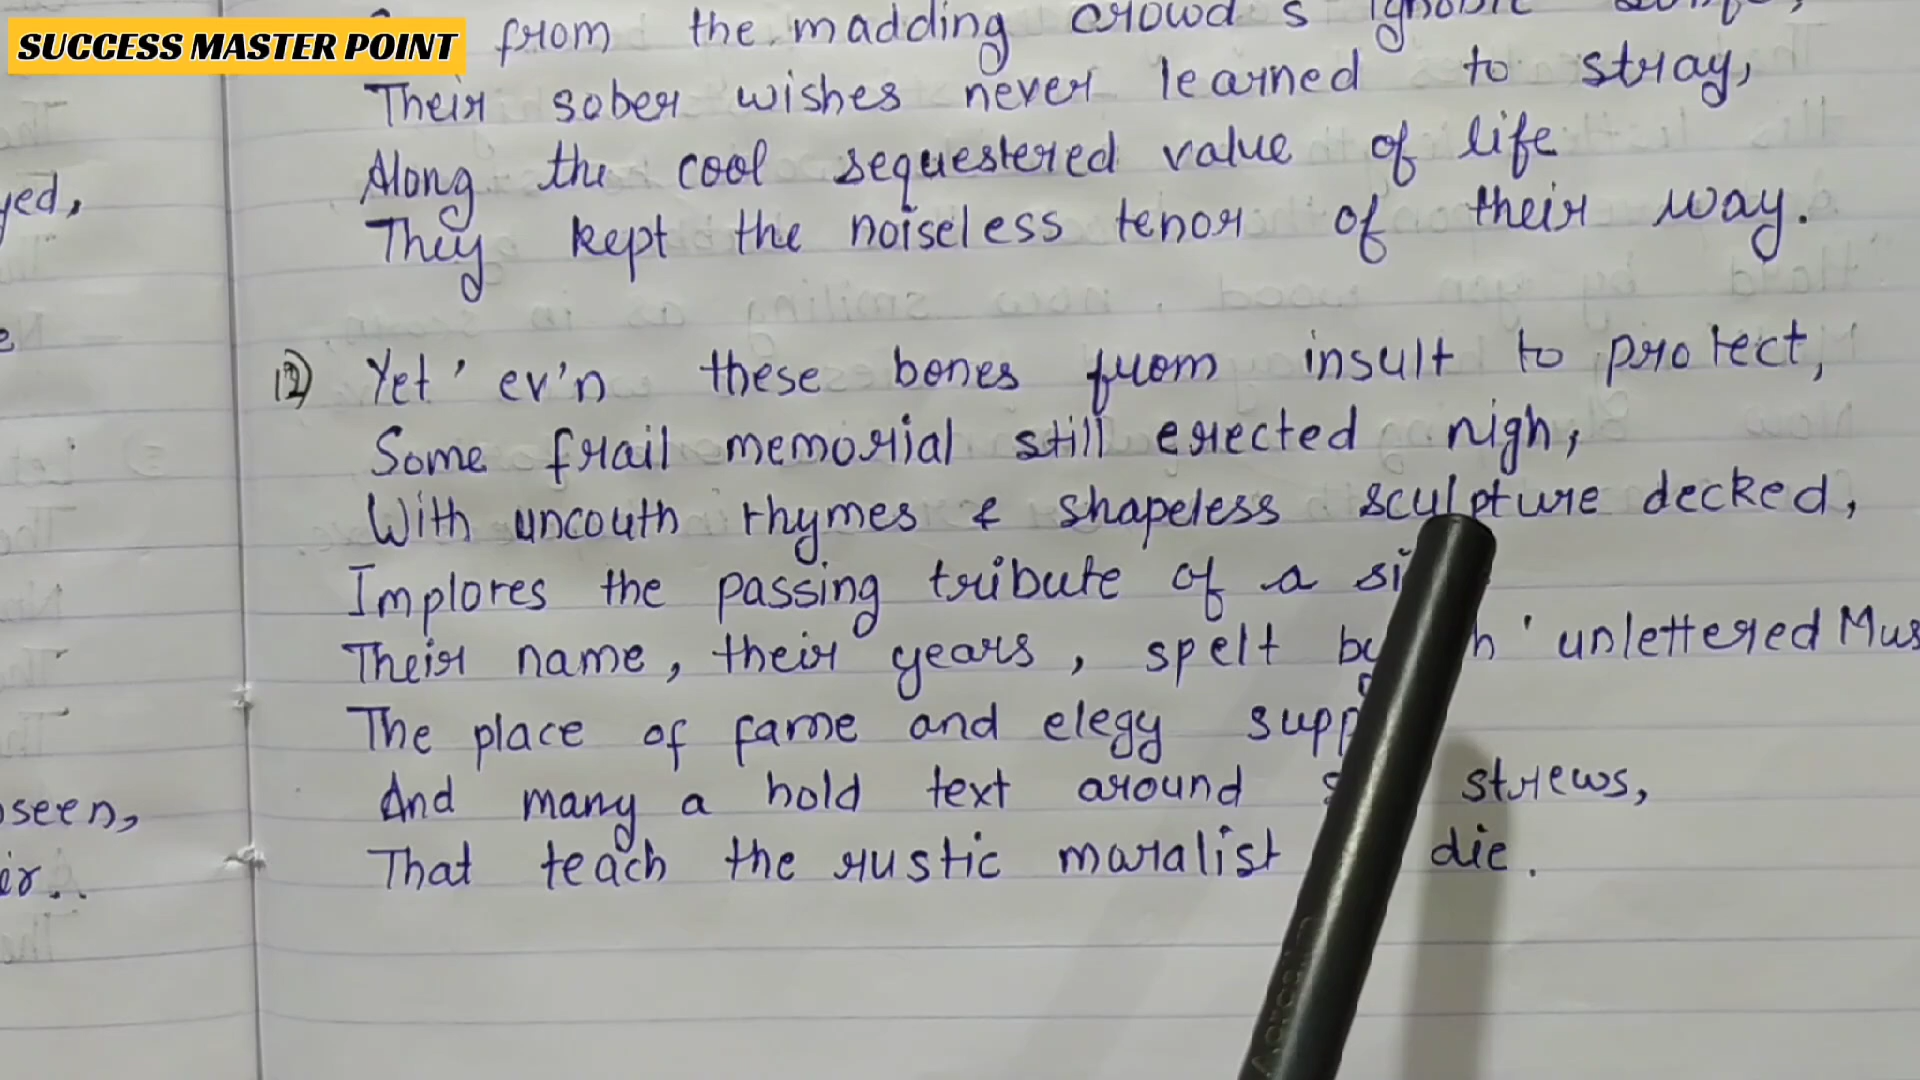 SUCCESS MASTER POINT
from the madding crowd's
Their sober wishes never learned to stray,
Along the cool sequestered value of life
yed,
They kept the noiseless tenor of their way.
12) Yet' ev'n these bones from insult to protect,
Some frail memorial still erected nigh,
With uncouth rhymes & shapeless sculpture decked,
Implores the passing tribute of a
Their name, their years, spelt unlettered
The place of fame and elegy
And many a hold text around strews,
seen,
That teach the rustic maralist die.